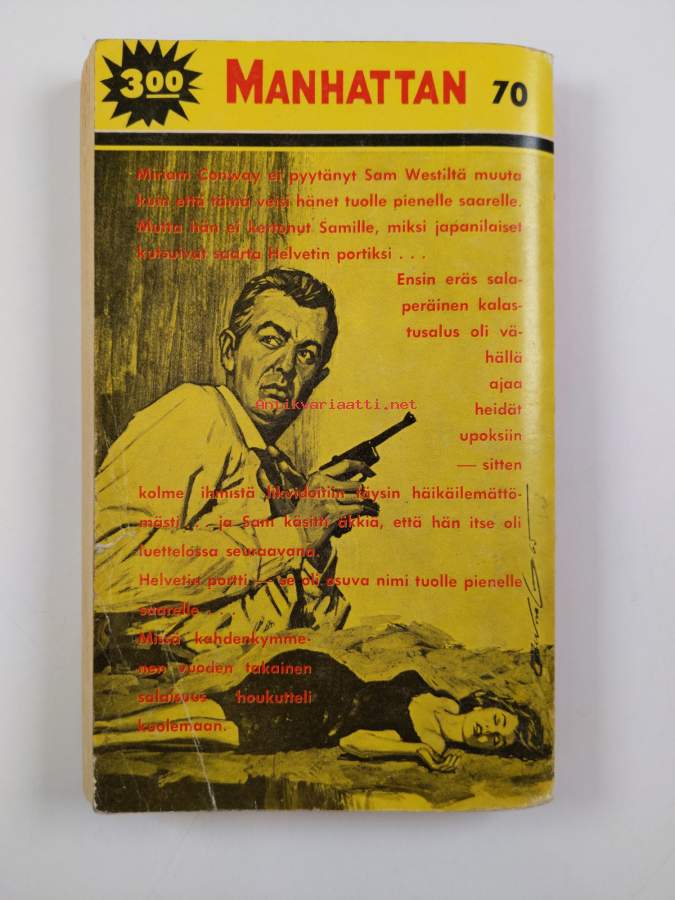 3.00 MANHATTAN 70
Miriam Conway ei pyytänyt Sam Westiltä muuta
kuin että tämä veisi hänet tuolle pienelle saarelle.
Mutta hän ei kertonut Samille, miksi japanilaiset
kutsuivat saarta Helvetin portiksi . . .
Ensin eräs sala-
peräinen kalas-
tusalus oli vä-
hällä
ajaa
Antikvariaatti.net
heidät
upoksiin
— sitten
kolme ihmistä likvidoitiin täysin häikäilemättö-
mästi . . . ja Sam käsitti äkkiä, että hän itse oli
luettelossa seuraavana.
Helvetin portti — se oli osuva nimi tuolle pienelle
saarelle . . .
Missä kahdenkymme-
nen vuoden takainen
salaisuus houkutteli
kuolemaan.